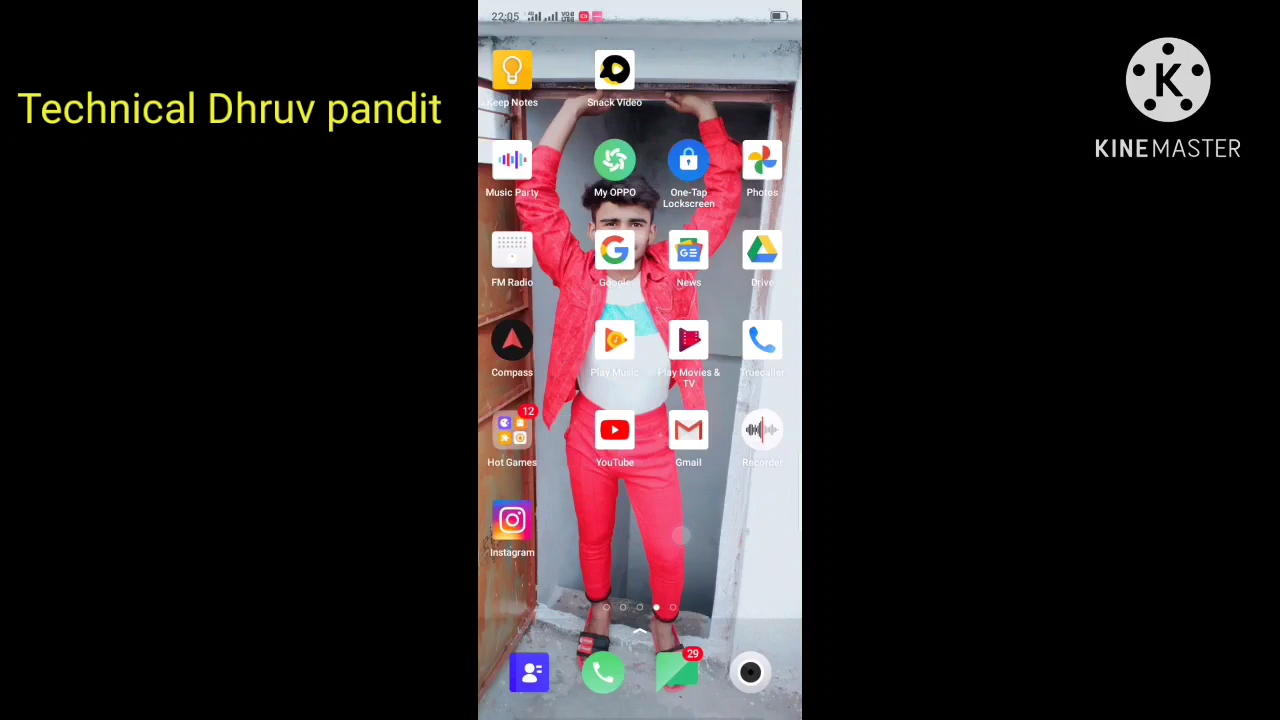 22:05
Technical Dhruv pandit
K
KINEMASTER
Keep Notes
Snack Video
Music Party
My OPPO
One-Tap
Lockscreen
Photos
FM Radio
Google
News
Drive
Compass
Play Music
Play Movies &
TV
Truecaller
12
Hot Games
YouTube
Gmail
Recorder
Instagram
29